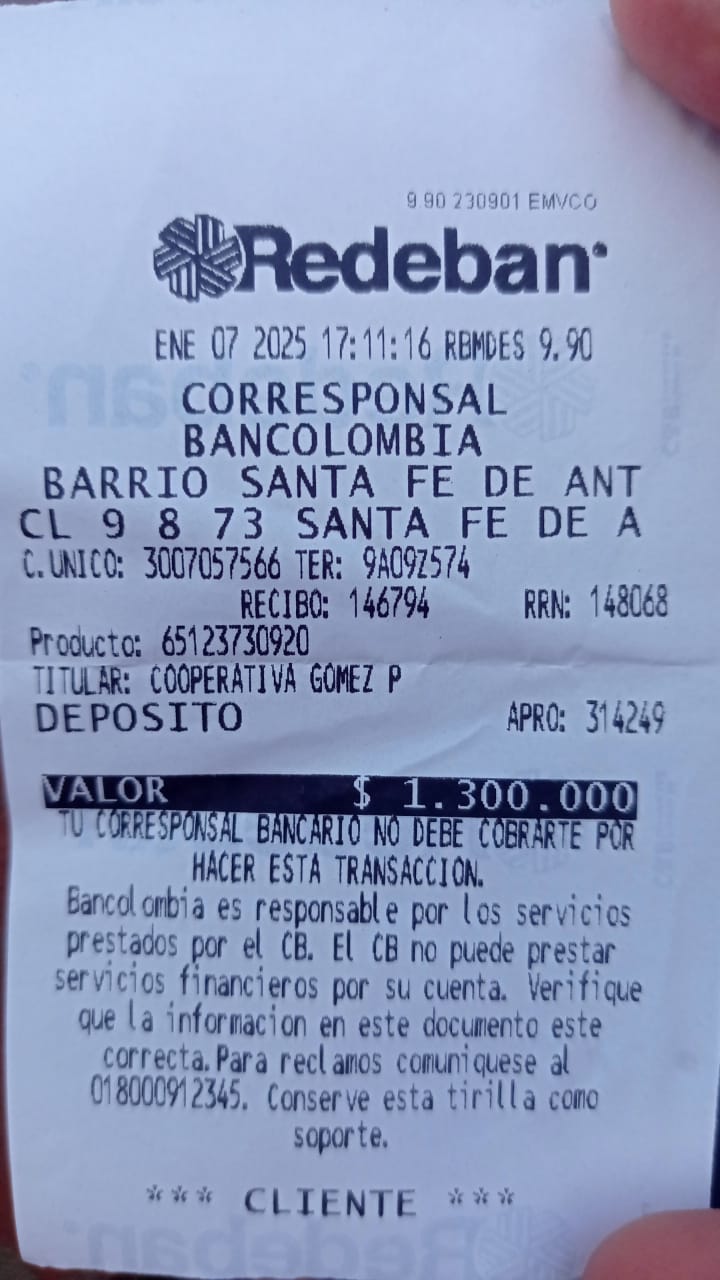 9.90 230901 EMVCO
Redeban
ENE 07 2025 17:11:16 RBMDES 9.90
CORRESPONSAL
BANCOLOMBIA
BARRIO SANTA FE DE ANT
CL 9 8 73 SANTA FE DE A
C.UNICO: 3007057566 TER: 9A09Z574
RECIBO: 146794 RRN: 148068
Producto: 65123730920
TITULAR: COOPERATIVA GOMEZ P
DEPOSITO APRO: 314249
VALOR $ 1.300.000
TU CORRESPONSAL BANCARIO NO DEBE COBRARTE POR
HACER ESTA TRANSACCION.
Bancolombia es responsable por los servicios
prestados por el CB. El CB no puede prestar
servicios financieros por su cuenta. Verifique
que la informacion en este documento este
correcta.Para reclamos comuniquese al
018000912345. Conserve esta tirilla como
soporte.
*** CLIENTE ***